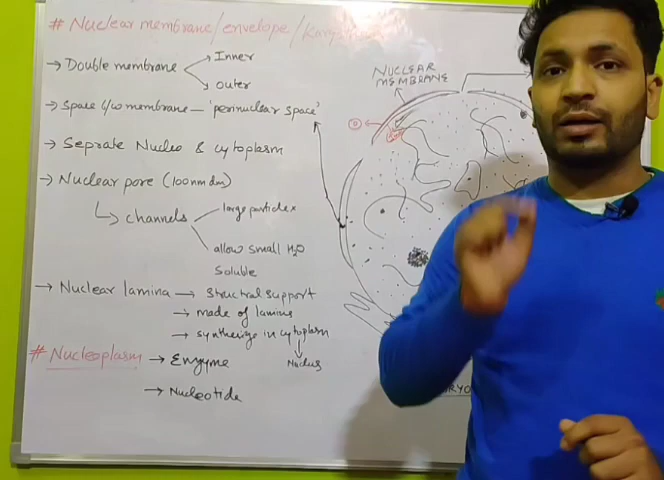 # Nuclear membrane/envelope/Kary
→ Double membrane → Inner
→ outer
→ Space b/w membrane — 'perinuclear space'
→ Seprate Nucleo & cytoplasm
→ Nuclear pore (100nm dm)
↳ channels large particle x
allow small H2O
Soluble
→ Nuclear lamina → Structral support
→ made of lamins
→ synthesize in cytoplasm
# Nucleoplasm → Enzyme
→ Nucleotide
NUCLEAR
MEMBRANE